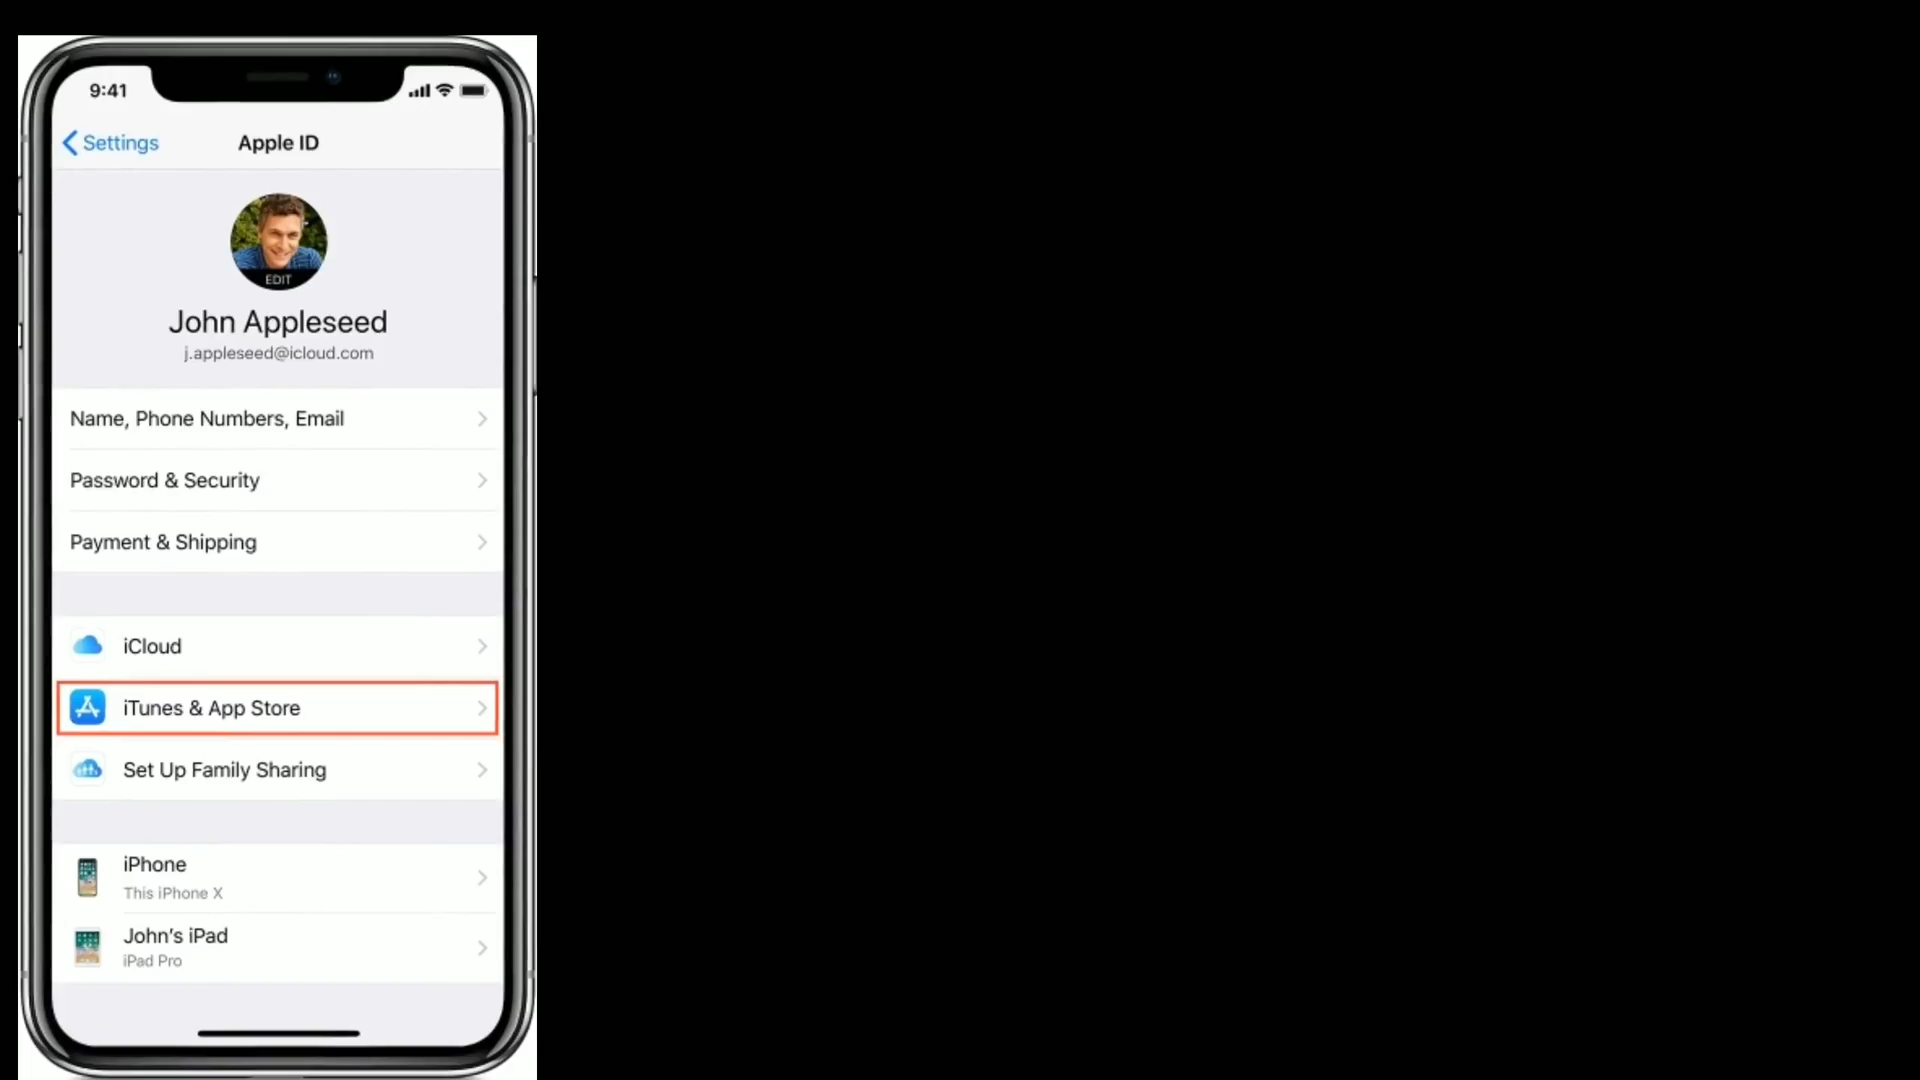 9:41
Settings
Apple ID
EDIT
John Appleseed
j.appleseed@icloud.com
Name, Phone Numbers, Email
Password & Security
Payment & Shipping
iCloud
iTunes & App Store
Set Up Family Sharing
iPhone
This iPhone X
John’s iPad
iPad Pro